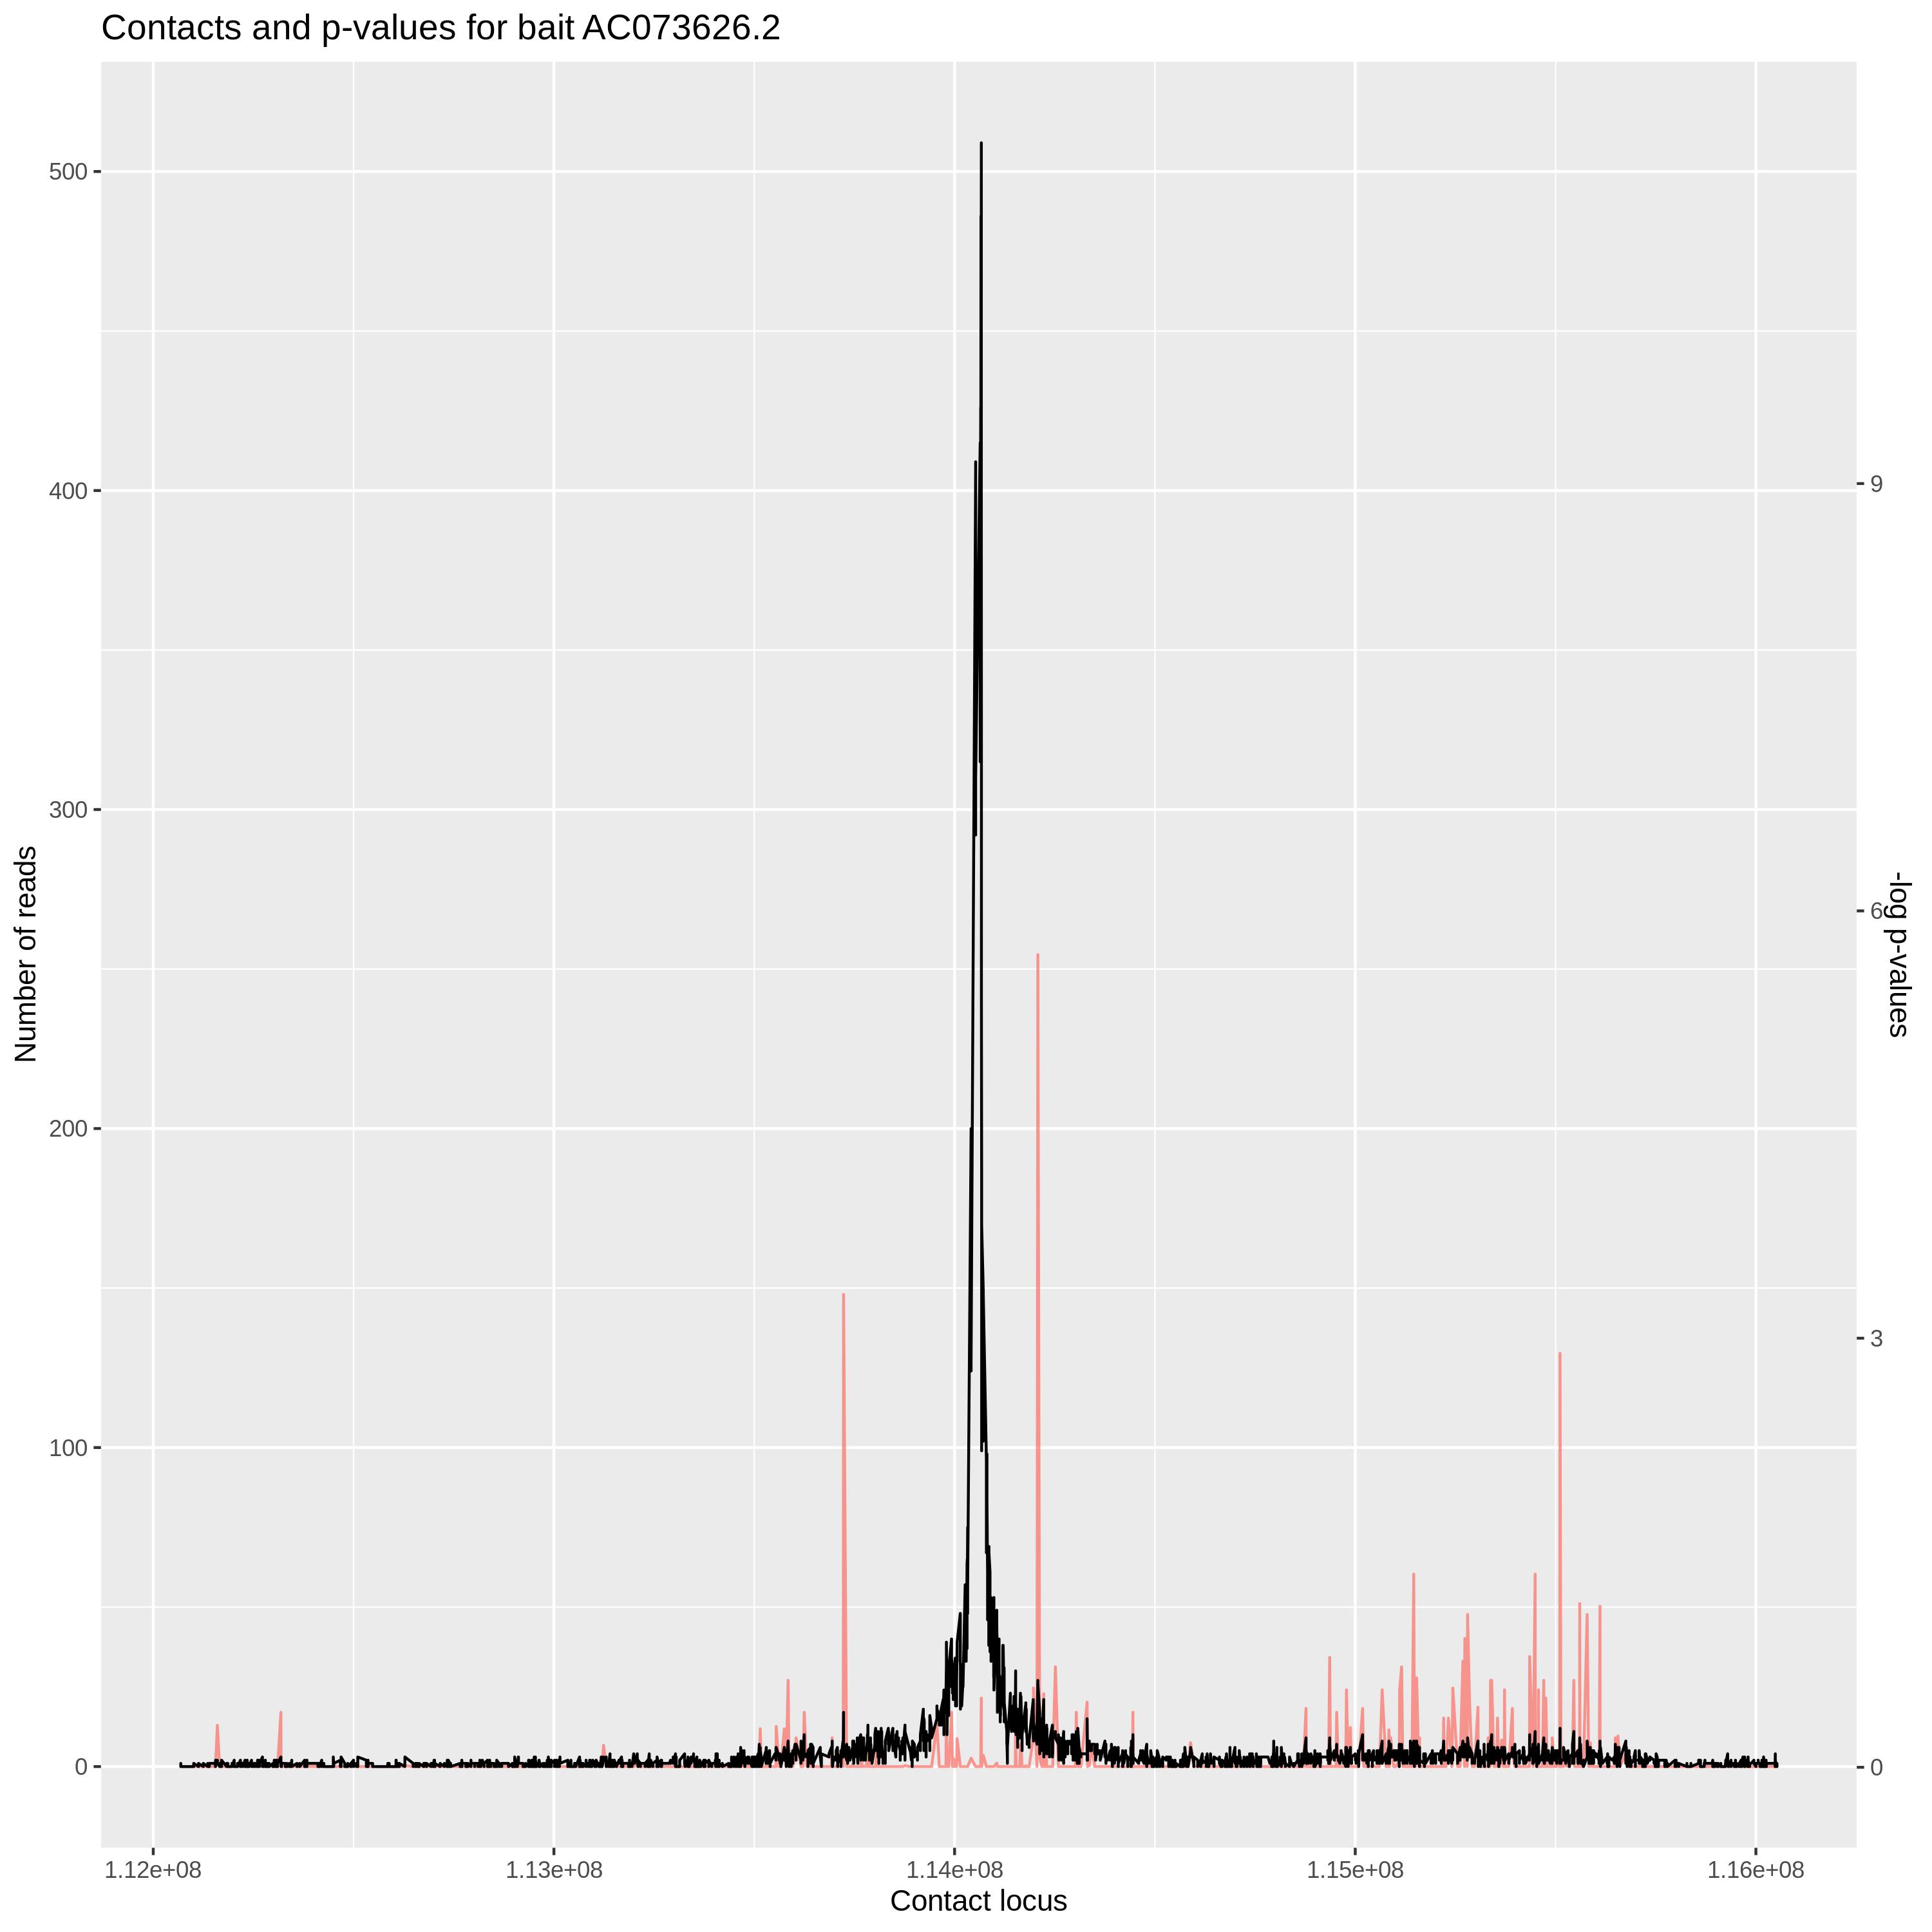 Contacts and p-values for bait AC073626.2
500
400
300
200
100
0
Number of reads
9
6
3
0
-log p-values
1.12e+08
1.13e+08
1.14e+08
1.15e+08
1.16e+08
Contact locus